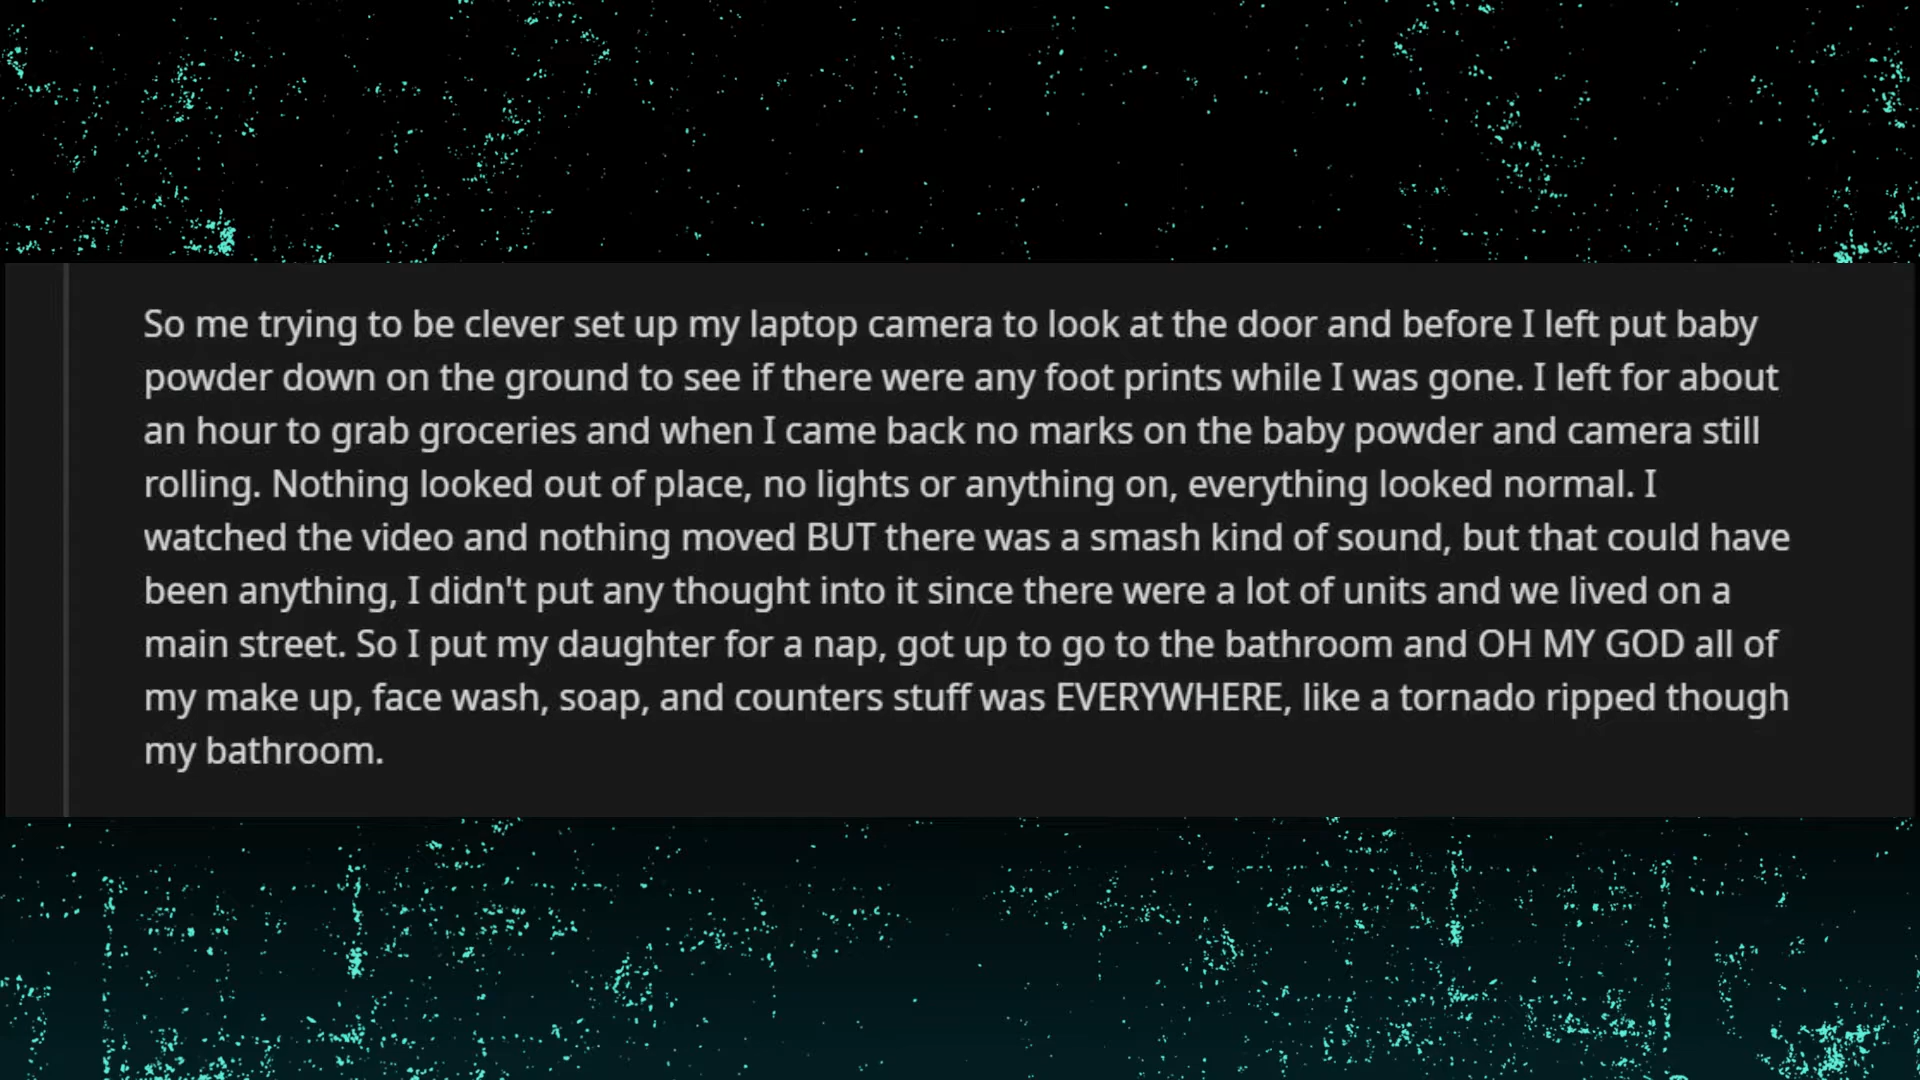 So me trying to be clever set up my laptop camera to look at the door and before I left put baby
powder down on the ground to see if there were any foot prints while I was gone. I left for about
an hour to grab groceries and when I came back no marks on the baby powder and camera still
rolling. Nothing looked out of place, no lights or anything on, everything looked normal. I
watched the video and nothing moved BUT there was a smash kind of sound, but that could have
been anything, I didn't put any thought into it since there were a lot of units and we lived on a
main street. So I put my daughter for a nap, got up to go to the bathroom and OH MY GOD all of
my make up, face wash, soap, and counters stuff was EVERYWHERE, like a tornado ripped though
my bathroom.